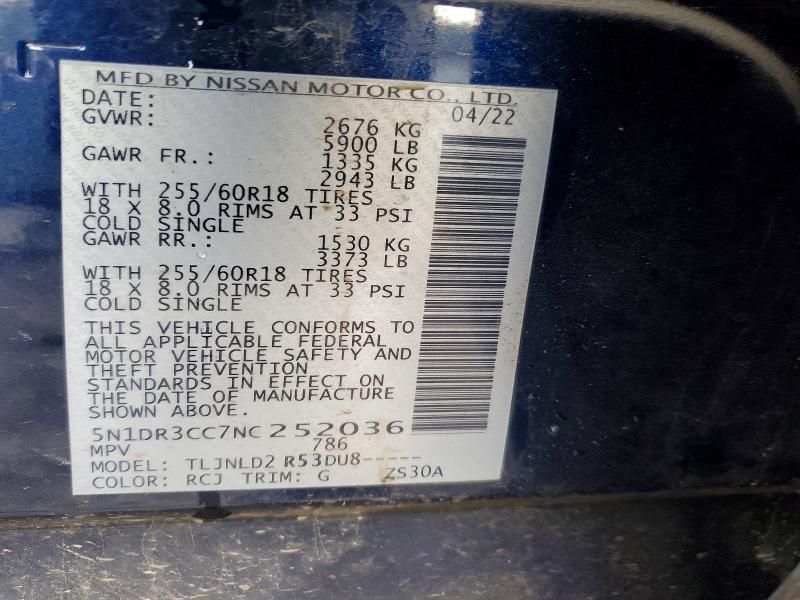 MFD BY NISSAN MOTOR CO., LTD.
DATE: 04/22
GVWR: 2676 KG
5900 LB
GAWR FR.: 1335 KG
2943 LB
WITH 255/60R18 TIRES
18 X 8.0 RIMS AT 33 PSI
COLD SINGLE
GAWR RR.: 1530 KG
3373 LB
WITH 255/60R18 TIRES
18 X 8.0 RIMS AT 33 PSI
COLD SINGLE
THIS VEHICLE CONFORMS TO
ALL APPLICABLE FEDERAL
MOTOR VEHICLE SAFETY AND
THEFT PREVENTION
STANDARDS IN EFFECT ON
THE DATE OF MANUFACTURE
SHOWN ABOVE.
5N1DR3CC7NC252036
MPV 786
MODEL: TLJNLD2 R53DU8-----
COLOR: RCJ TRIM: G ZS30A